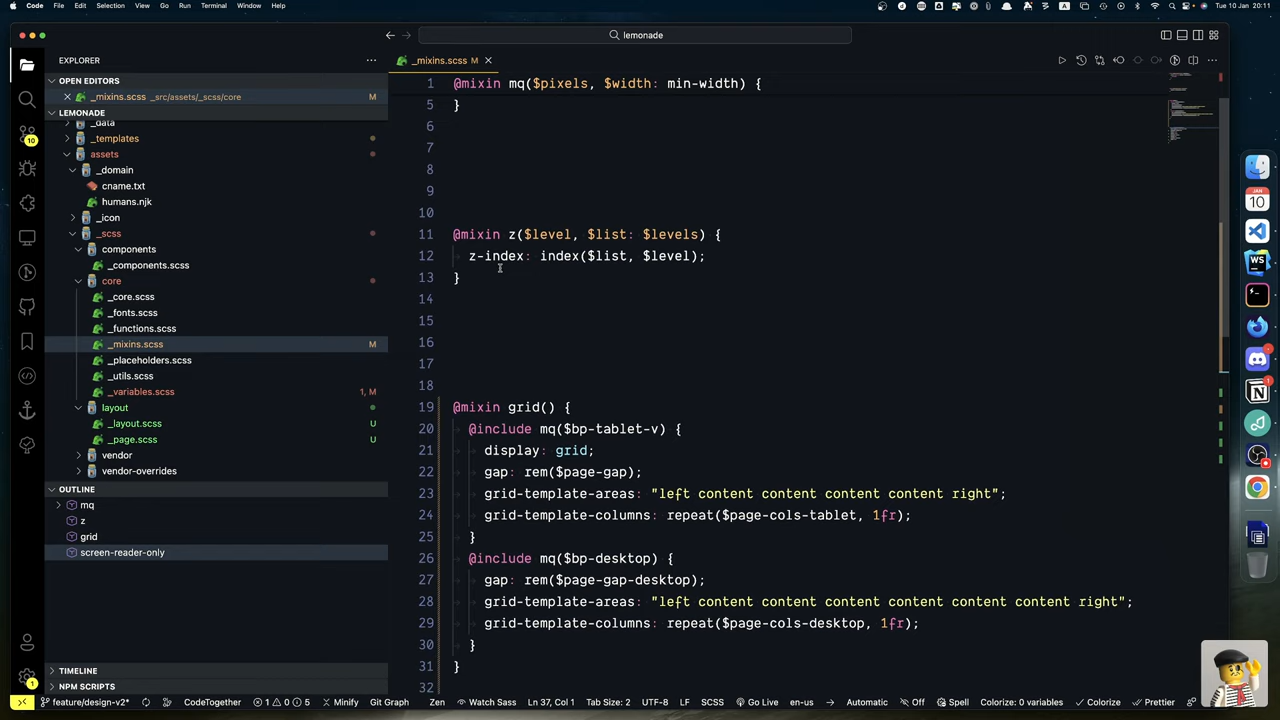 Code File Edit Selection View Go Run Terminal Window Help
Tue 10 Jan 20:11
lemonade
EXPLORER
_mixins.scss M
OPEN EDITORS
_mixins.scss _src/assets/_scss/core M
LEMONADE
_data
_templates
assets
_domain
cname.txt
humans.njk
_icon
_scss
components
_components.scss
core
_core.scss
_fonts.scss
_functions.scss
_mixins.scss M
_placeholders.scss
_utils.scss
_variables.scss 1, M
layout
_layout.scss U
_page.scss U
vendor
vendor-overrides
OUTLINE
mq
z
grid
screen-reader-only
TIMELINE
NPM SCRIPTS
1 @mixin mq($pixels, $width: min-width) {
5 }
6
7
8
9
10
11 @mixin z($level, $list: $levels) {
12 z-index: index($list, $level);
13 }
14
15
16
17
18
19 @mixin grid() {
20 @include mq($bp-tablet-v) {
21 display: grid;
22 gap: rem($page-gap);
23 grid-template-areas: "left content content content content right";
24 grid-template-columns: repeat($page-cols-tablet, 1fr);
25 }
26 @include mq($bp-desktop) {
27 gap: rem($page-gap-desktop);
28 grid-template-areas: "left content content content content content content right";
29 grid-template-columns: repeat($page-cols-desktop, 1fr);
30 }
31 }
32
10
1
JAN
10
WS
feature/design-v2* CodeTogether 1 0 5 Minify Git Graph Zen Watch Sass Ln 37, Col 1 Tab Size: 2 UTF-8 LF SCSS Go Live en-us Automatic Off Spell Colorize: 0 variables Colorize Prettier